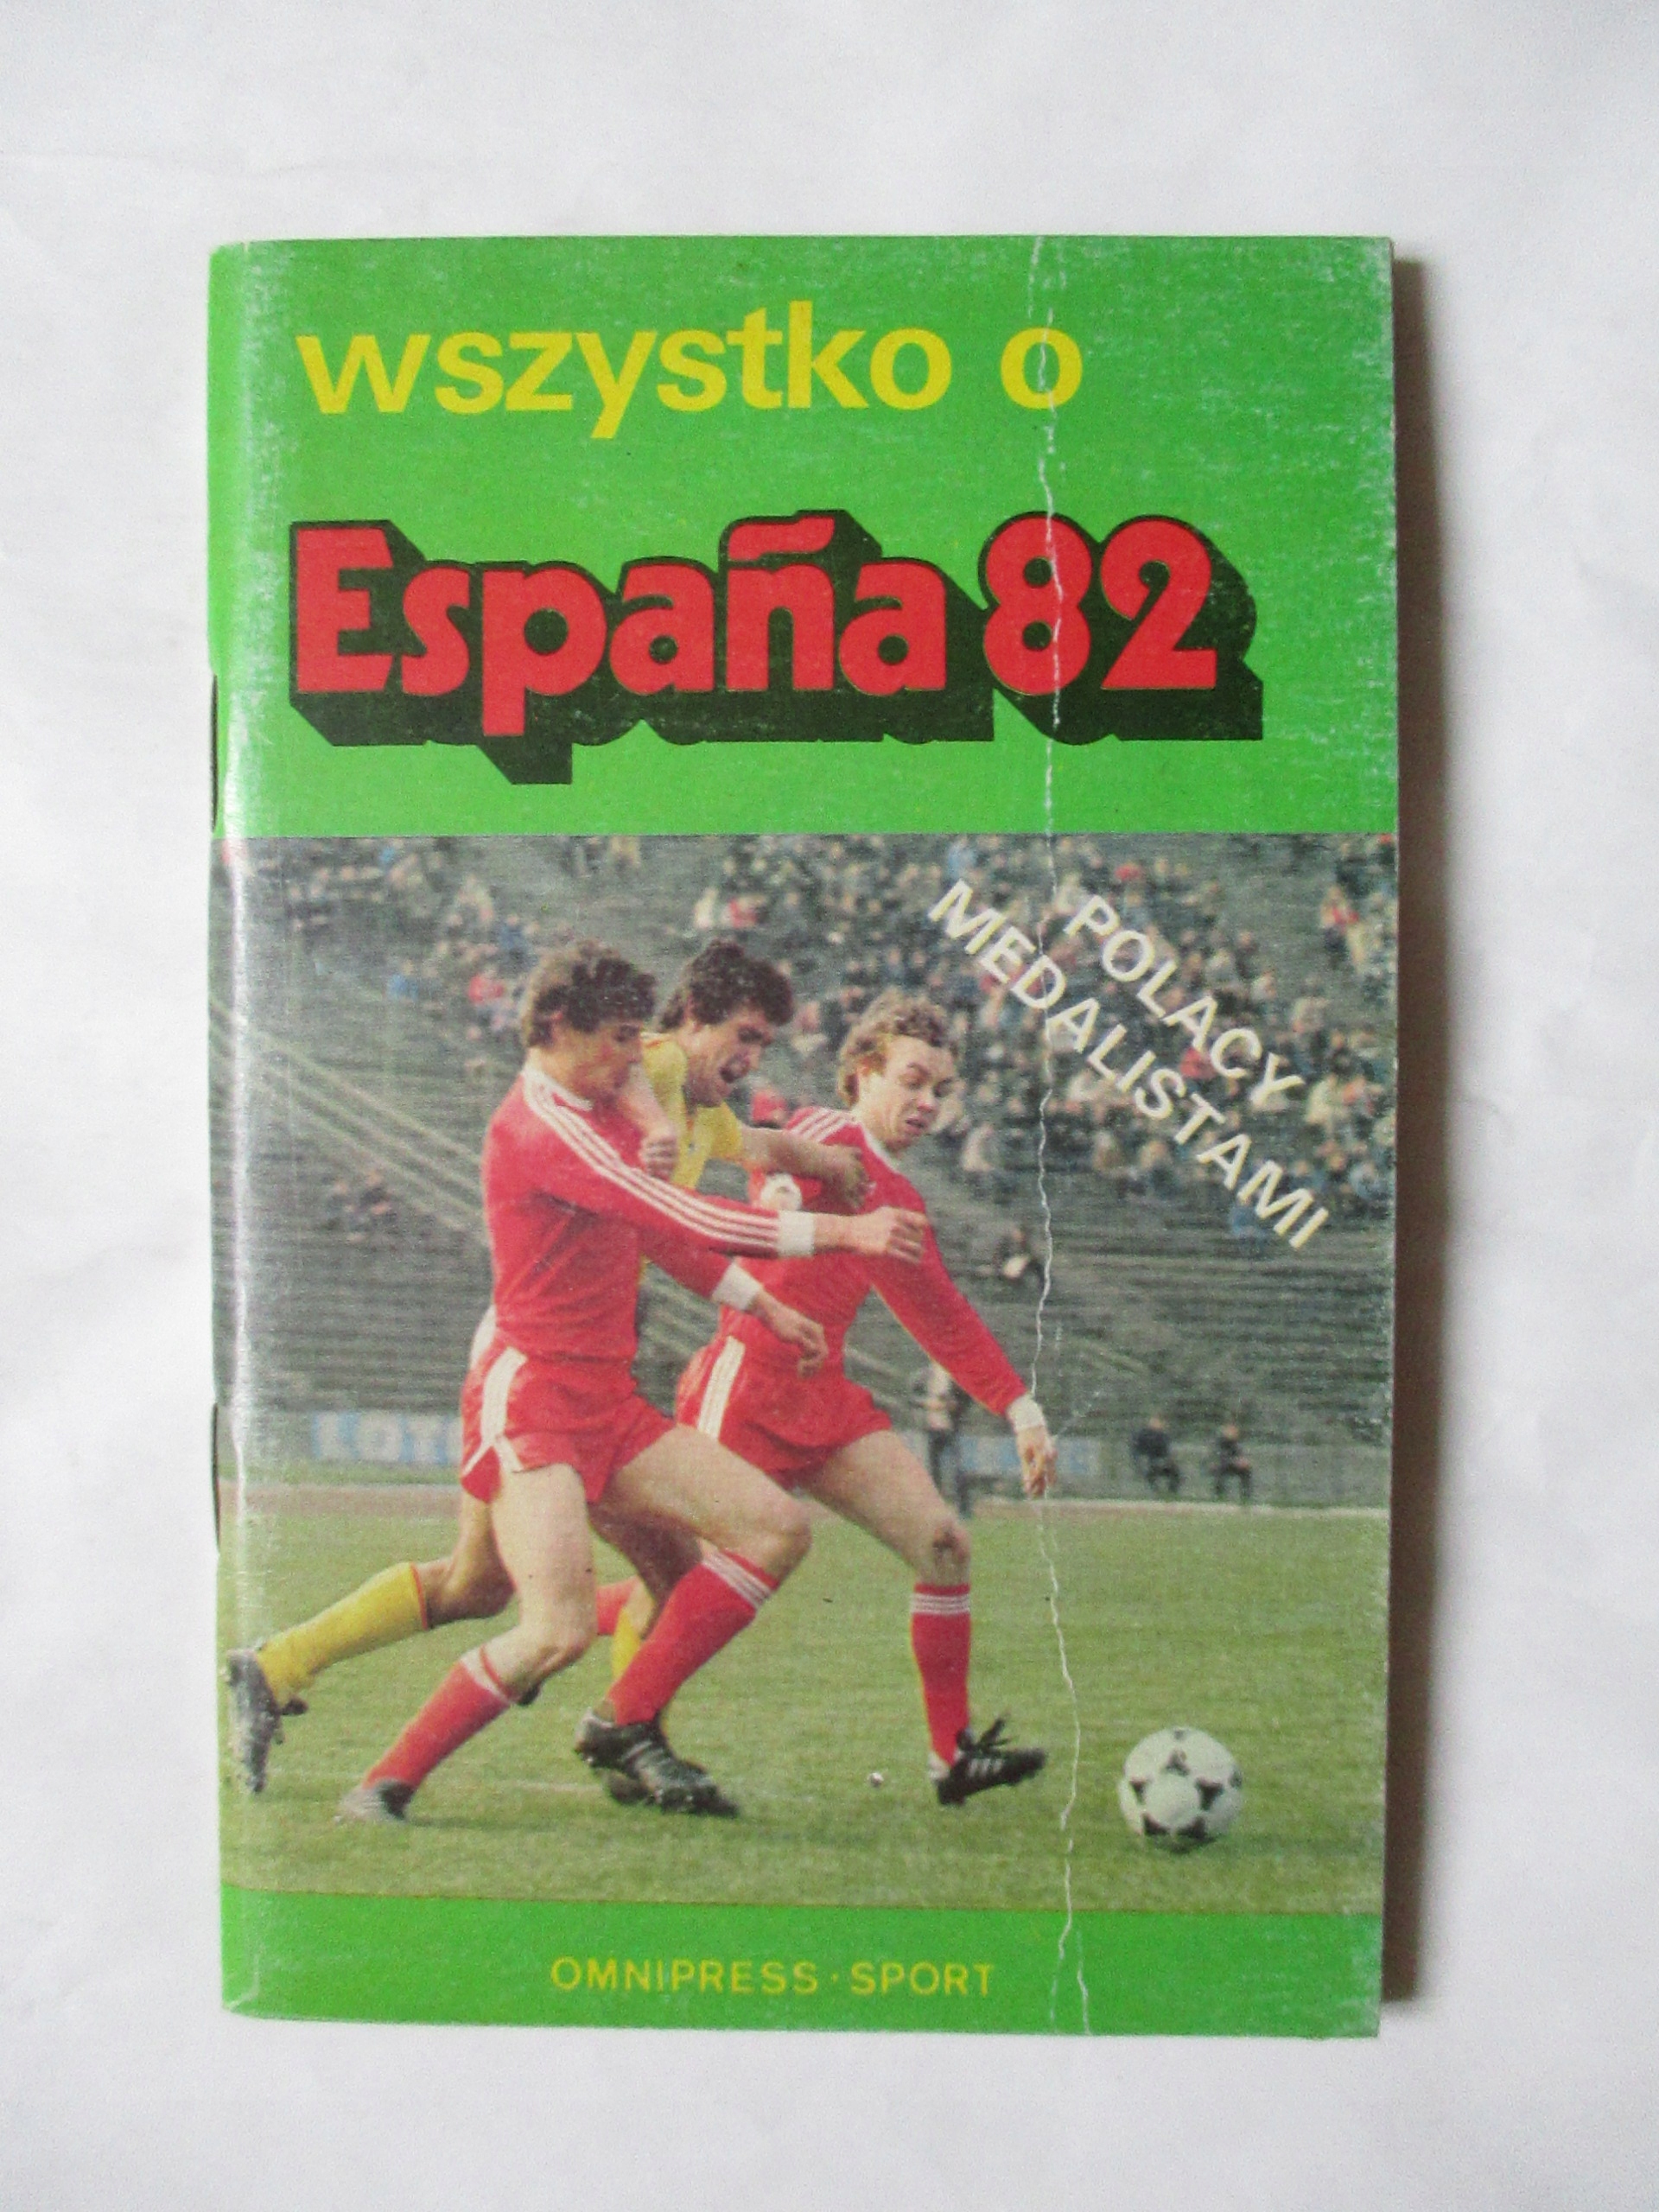 wszystko o
España 82
POLACY
MEDALISTAMI
OMNIPRESS · SPORT